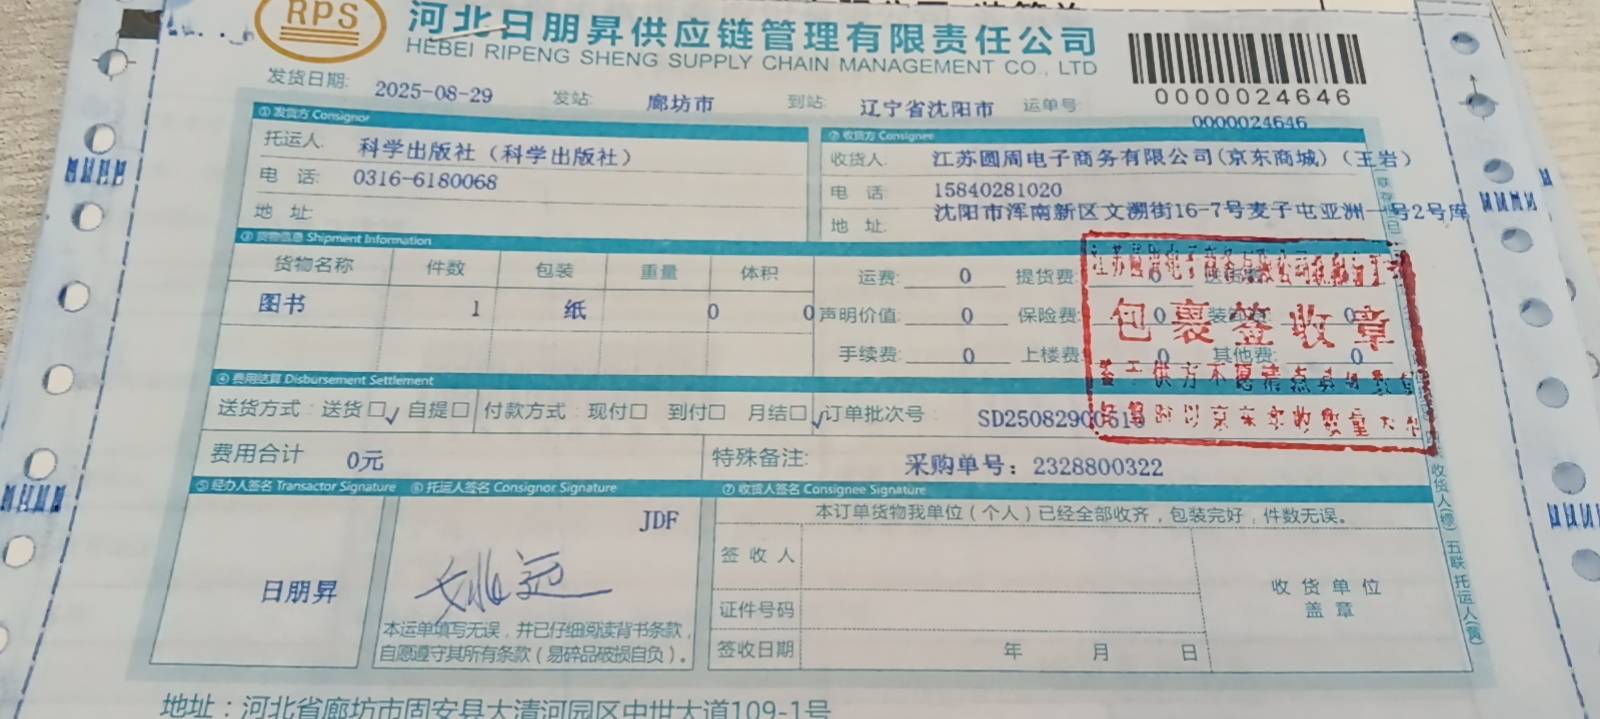 RPS
河北日朋昇供应链管理有限责任公司
HEBEI RIPENG SHENG SUPPLY CHAIN MANAGEMENT CO., LTD
0000024646
发货日期: 2025-08-29 发站: 廊坊市 到站: 辽宁省沈阳市 运单号: 0000024646
① 发货方 Consignor
托运人: 科学出版社（科学出版社）
电 话: 0316-6180068
地 址:
② 收货方 Consignee
收货人: 江苏圆周电子商务有限公司(京东商城)（王岩）
电 话: 15840281020
地 址: 沈阳市浑南新区文溯街16-7号麦子屯亚洲一号2号库
③ 货物信息 Shipment Information
货物名称 件数 包装 重量 体积
图书 1 纸 0 0
运费: 0 提货费: 0
声明价值: 0 保险费: 0 0
手续费: 0 上楼费: 0 其他费: 0
包裹签收章
④ 费用结算 Disbursement Settlement
送货方式: 送货☐✓ 自提☐ 付款方式: 现付☐ 到付☐ 月结☐✓ 订单批次号 SD25082900
费用合计 0元 特殊备注: 采购单号: 2328800322
⑤ 经办人签名 Transactor Signature
日朋昇
⑥ 托运人签名 Consignor Signature
JDF
本运单填写无误，并已仔细阅读背书条款，
自愿遵守其所有条款（易碎品破损自负）。
⑦ 收货人签名 Consignee Signature
本订单货物我单位（个人）已经全部收齐，包装完好，件数无误。
签 收 人
证件号码
签收日期 年 月 日
收 货 单 位
盖 章
地址：河北省廊坊市固安县大清河园区中世大道109-1号